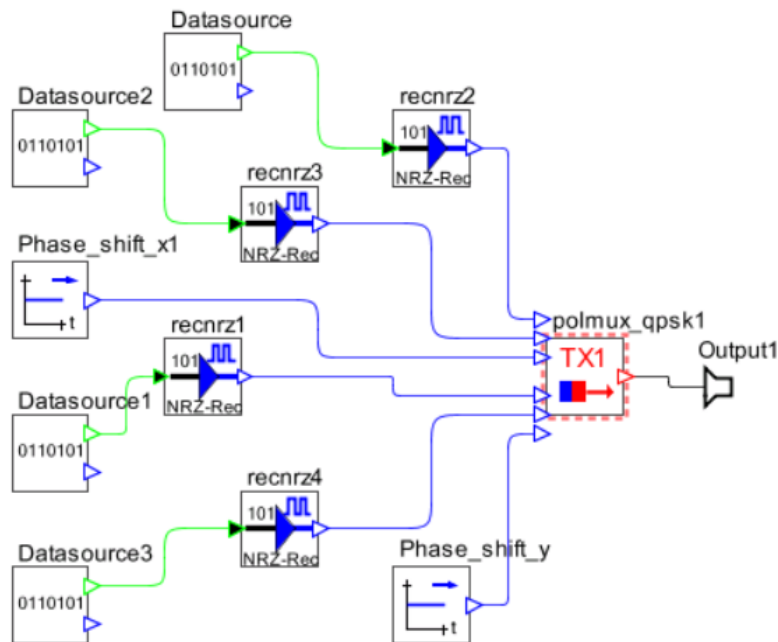 Datasource
0110101
Datasource2
0110101
recnrz2
101
NRZ-Rec
recnrz3
101
NRZ-Rec
Phase_shift_x1
t
recnrz1
101
NRZ-Rec
polmux_qpsk1
TX1
Output1
Datasource1
0110101
recnrz4
101
NRZ-Rec
Datasource3
0110101
Phase_shift_y
t